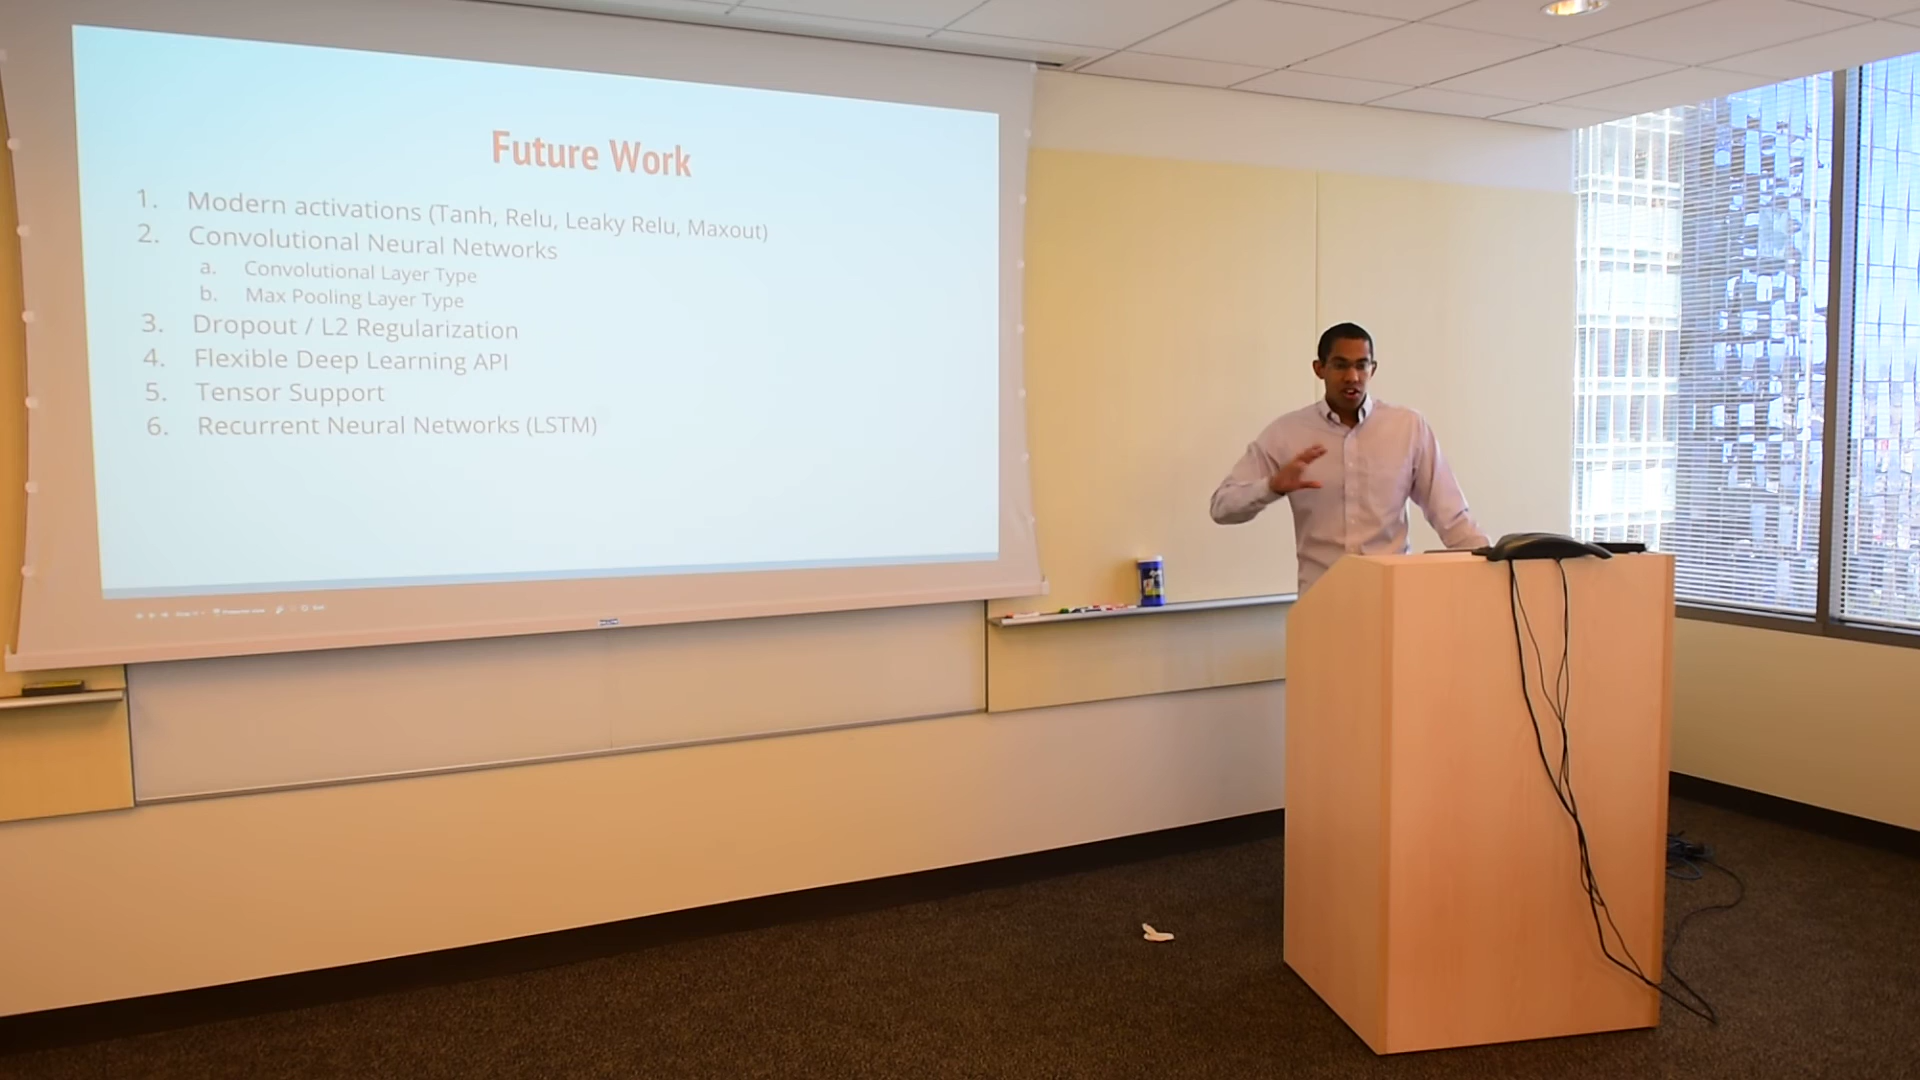 Future Work
1. Modern activations (Tanh, Relu, Leaky Relu, Maxout)
2. Convolutional Neural Networks
a. Convolutional Layer Type
b. Max Pooling Layer Type
3. Dropout / L2 Regularization
4. Flexible Deep Learning API
5. Tensor Support
6. Recurrent Neural Networks (LSTM)